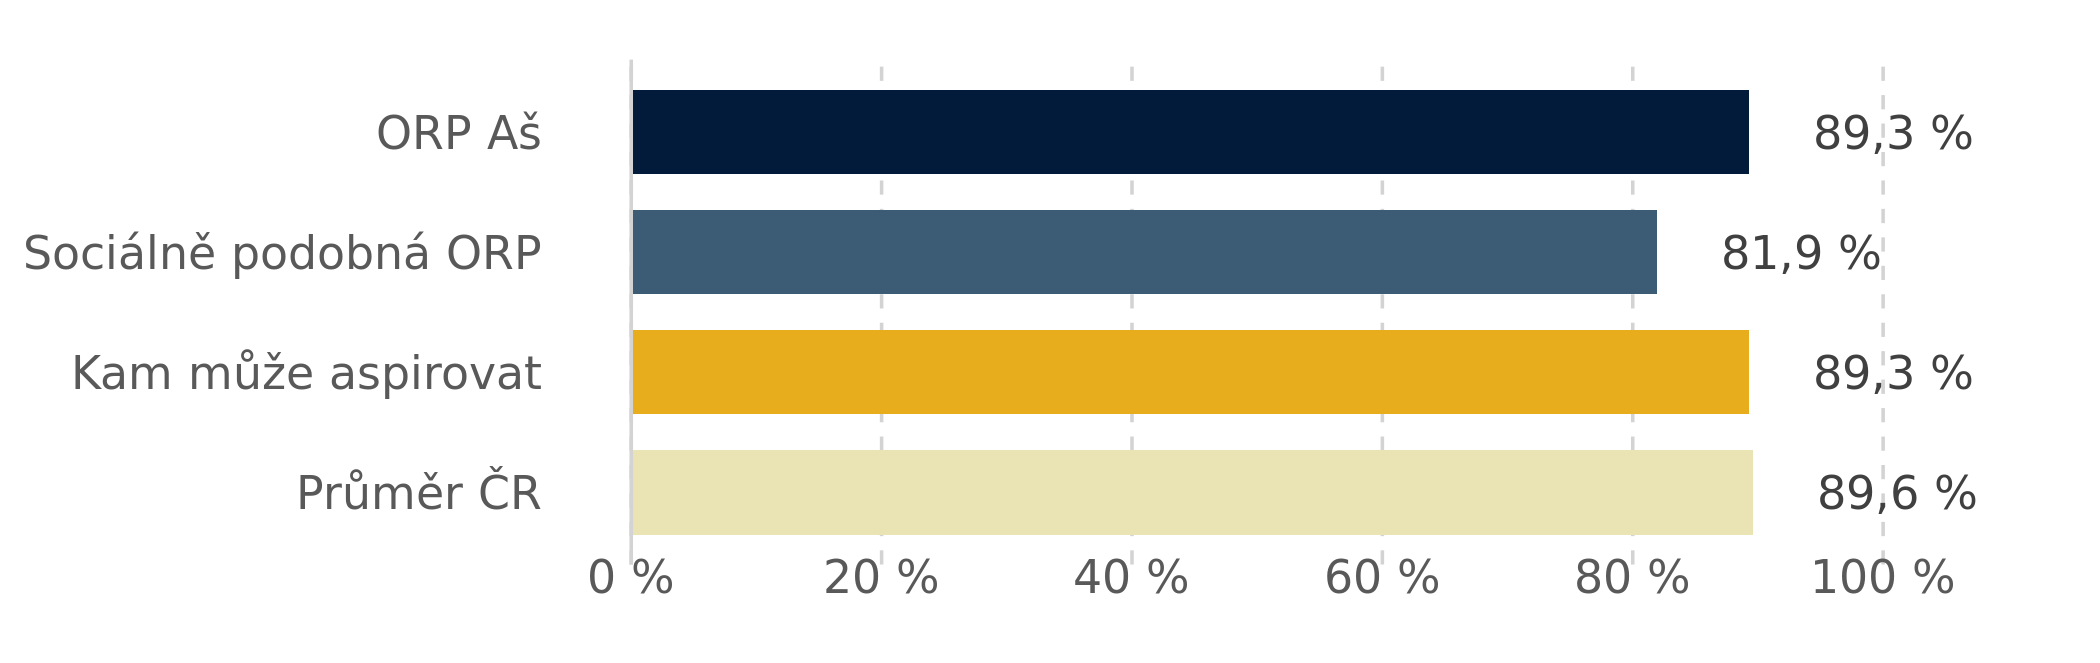 ORP Aš 89,3 %
Sociálně podobná ORP 81,9 %
Kam může aspirovat 89,3 %
Průměr ČR 89,6 %
0 % 20 % 40 % 60 % 80 % 100 %